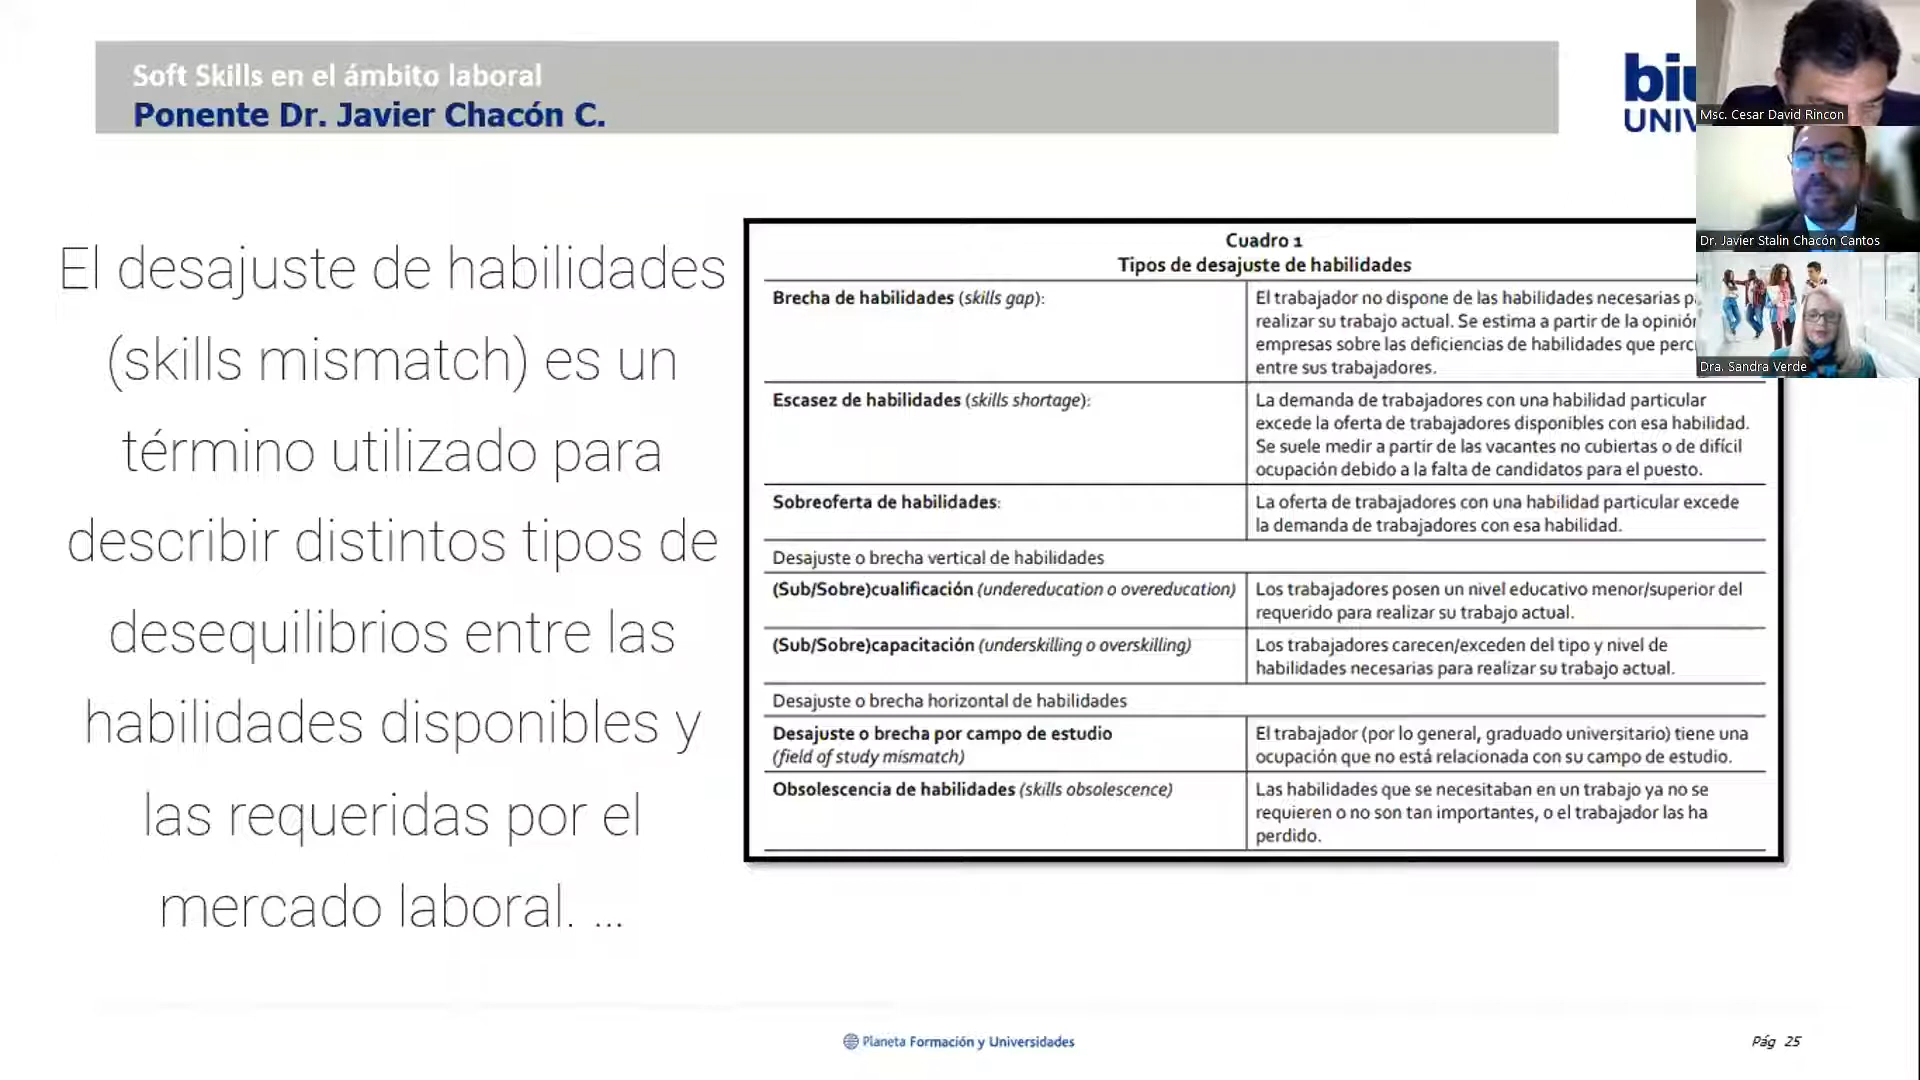 Soft Skills en el ámbito laboral
Ponente Dr. Javier Chacón C.
El desajuste de habilidades
(skills mismatch) es un
término utilizado para
describir distintos tipos de
desequilibrios entre las
habilidades disponibles y
las requeridas por el
mercado laboral. ...
Cuadro 1
Tipos de desajuste de habilidades
Brecha de habilidades (skills gap):
El trabajador no dispone de las habilidades necesarias
realizar su trabajo actual. Se estima a partir de la
empresas sobre las deficiencias de habilidades que
entre sus trabajadores.
Escasez de habilidades (skills shortage):
La demanda de trabajadores con una habilidad particular
excede la oferta de trabajadores disponibles con esa habilidad.
Se suele medir a partir de las vacantes no cubiertas o de difícil
ocupación debido a la falta de candidatos para el puesto.
Sobreoferta de habilidades:
La oferta de trabajadores con una habilidad particular excede
la demanda de trabajadores con esa habilidad.
Desajuste o brecha vertical de habilidades
(Sub/Sobre)cualificación (undereducation o overeducation)
Los trabajadores posen un nivel educativo menor/superior del
requerido para realizar su trabajo actual.
(Sub/Sobre)capacitación (underskilling o overskilling)
Los trabajadores carecen/exceden del tipo y nivel de
habilidades necesarias para realizar su trabajo actual.
Desajuste o brecha horizontal de habilidades
Desajuste o brecha por campo de estudio
(field of study mismatch)
El trabajador (por lo general, graduado universitario) tiene una
ocupación que no está relacionada con su campo de estudio.
Obsolescencia de habilidades (skills obsolescence)
Las habilidades que se necesitaban en un trabajo ya no se
requieren o no son tan importantes, o el trabajador las ha
perdido.
Msc. Cesar David Rincon
Dr. Javier Stalin Chacón Cantos
Dra. Sandra Verde
Planeta Formación y Universidades
Pág 25